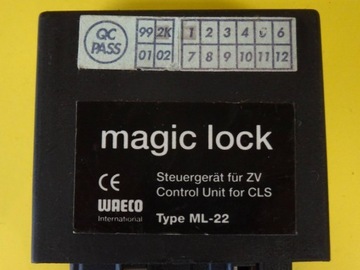 QC PASS
99 2K 1 2 3 4 5 6
01 02 7 8 9 10 11 12
magic lock
CE
Steuergerät für ZV
Control Unit for CLS
WAECO
International
Type ML-22